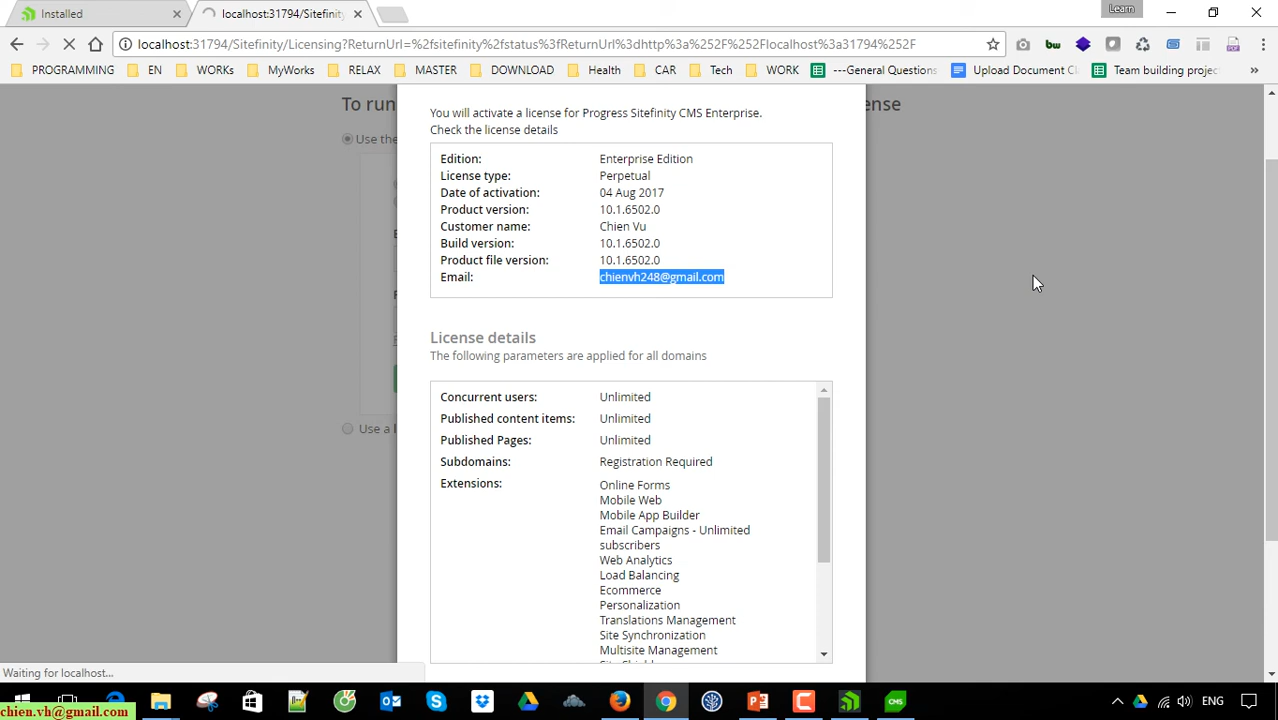 Installed
localhost:31794/Sitefinity
Learn
localhost:31794/Sitefinity/Licensing?ReturnUrl=%2fsitefinity%2fstatus%3fReturnUrl%3dhttp%3a%252F%252Flocalhost%3a31794%252F
PROGRAMMING EN WORKs MyWorks RELAX MASTER DOWNLOAD Health CAR Tech WORK ---General Questions Upload Document Team building projec
To run
ense
Use the
Use a l
You will activate a license for Progress Sitefinity CMS Enterprise.
Check the license details
Edition: Enterprise Edition
License type: Perpetual
Date of activation: 04 Aug 2017
Product version: 10.1.6502.0
Customer name: Chien Vu
Build version: 10.1.6502.0
Product file version: 10.1.6502.0
Email: chienvh248@gmail.com
License details
The following parameters are applied for all domains
Concurrent users: Unlimited
Published content items: Unlimited
Published Pages: Unlimited
Subdomains: Registration Required
Extensions: Online Forms
Mobile Web
Mobile App Builder
Email Campaigns - Unlimited
subscribers
Web Analytics
Load Balancing
Ecommerce
Personalization
Translations Management
Site Synchronization
Multisite Management
Waiting for localhost...
CMS
ENG
chien.vh@gmail.com